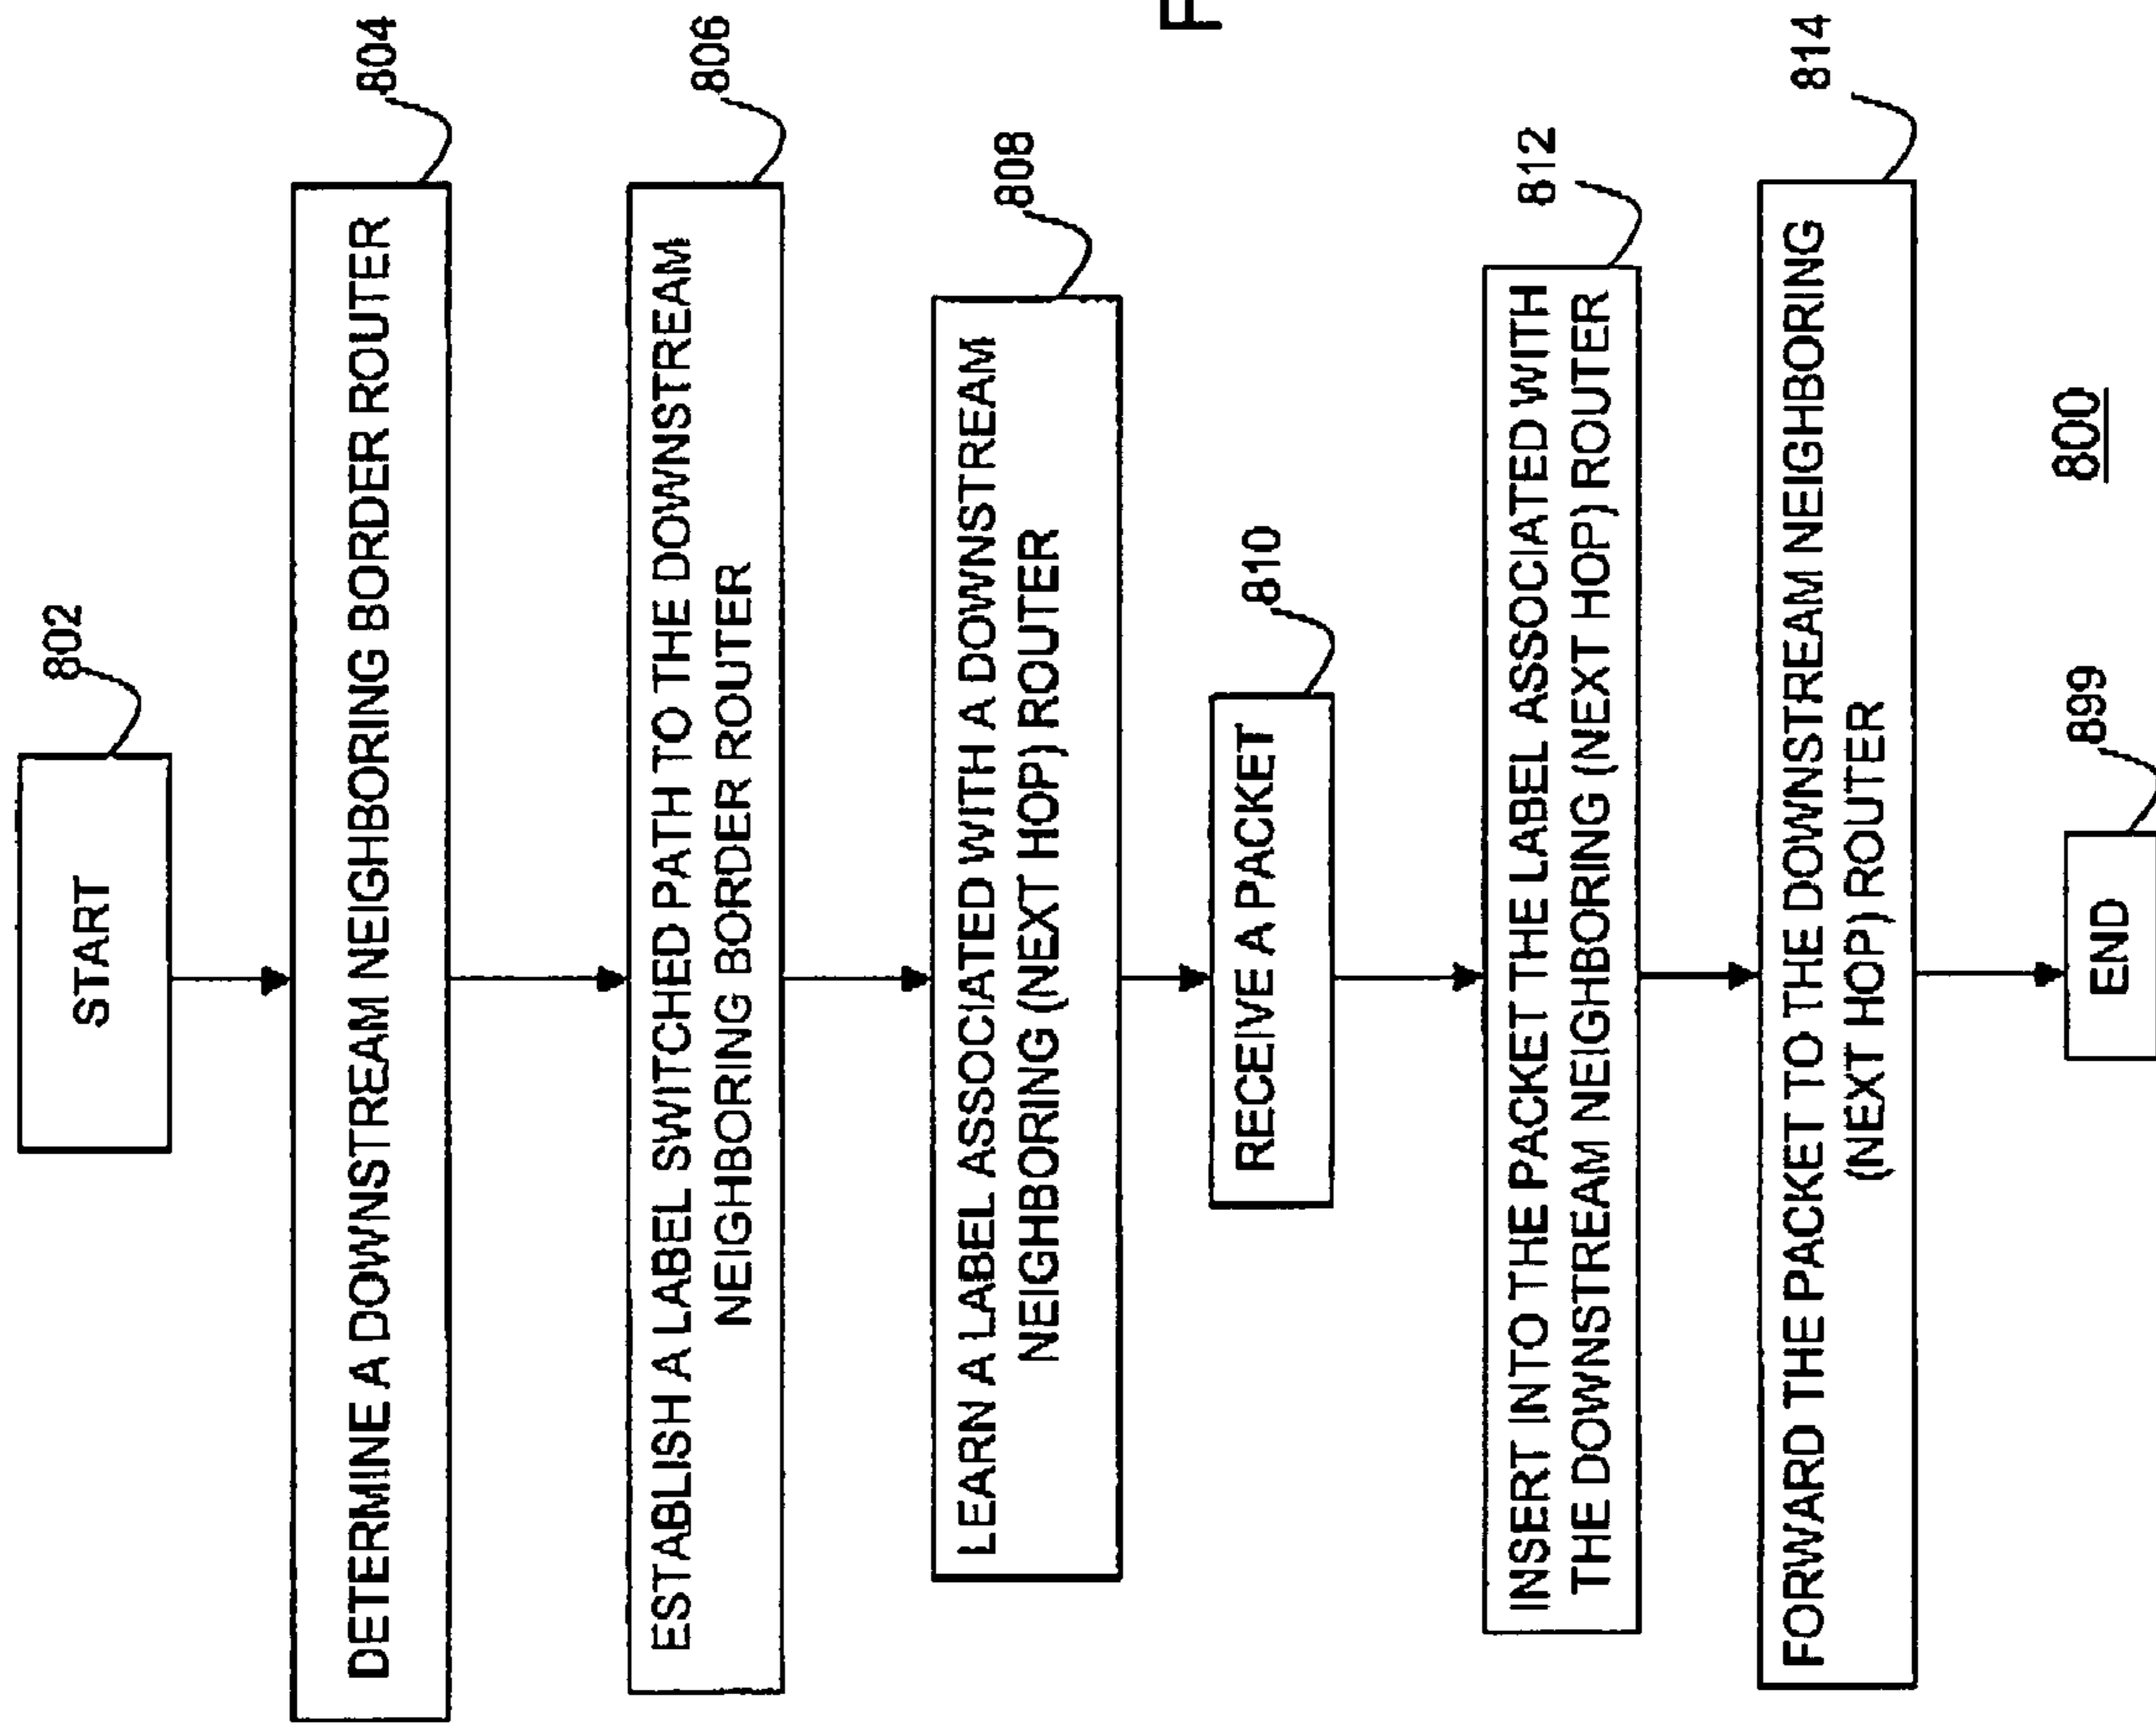 802
START
804
DETERMINE A DOWNSTREAM NEIGHBORING BORDER ROUTER
806
ESTABLISH A LABEL SWITCHED PATH TO THE DOWNSTREAM
NEIGHBORING BORDER ROUTER
808
LEARN A LABEL ASSOCIATED WITH A DOWNSTREAM
NEIGHBORING (NEXT HOP) ROUTER
810
RECEIVE A PACKET
812
INSERT INTO THE PACKET THE LABEL ASSOCIATED WITH
THE DOWNSTREAM NEIGHBORING (NEXT HOP) ROUTER
814
FORWARD THE PACKET TO THE DOWNSTREAM NEIGHBORING
(NEXT HOP) ROUTER
899
END
800